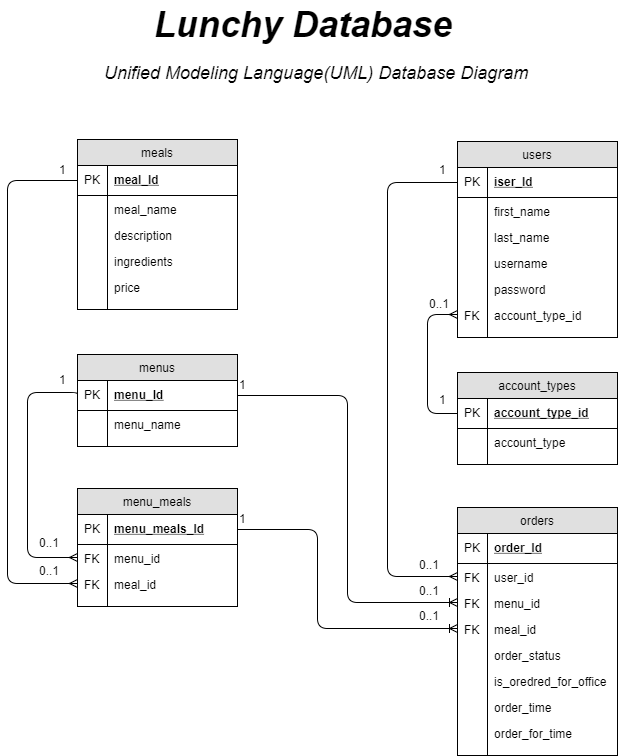 Lunchy Database
Unified Modeling Language(UML) Database Diagram
meals
1
PK meal_Id
meal_name
description
ingredients
price
menus
1
PK menu_Id
1
menu_name
menu_meals
PK menu_meals_Id
1
0..1
FK menu_id
0..1
FK meal_id
users
1
PK iser_Id
first_name
last_name
username
password
0..1
FK account_type_id
account_types
1
PK account_type_id
account_type
orders
PK order_Id
0..1
FK user_id
0..1
FK menu_id
0..1
FK meal_id
order_status
is_oredred_for_office
order_time
order_for_time